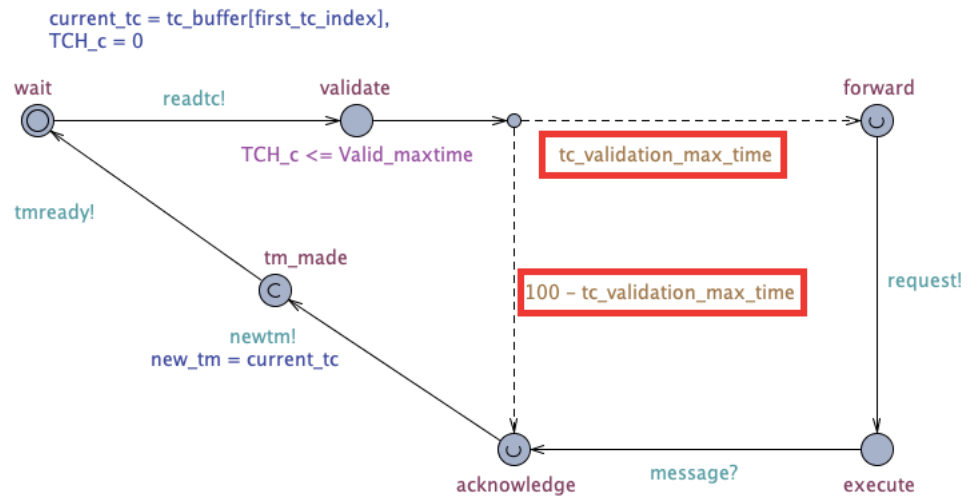 current_tc = tc_buffer[first_tc_index],
TCH_c = 0
wait
readtc!
validate
forward
TCH_c <= Valid_maxtime
tc_validation_max_time
tmready!
tm_made
100 − tc_validation_max_time
request!
newtm!
new_tm = current_tc
message?
acknowledge
execute